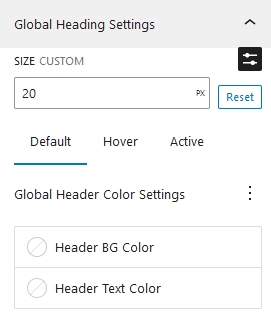 Global Heading Settings
SIZE CUSTOM
20 PX Reset
Default Hover Active
Global Header Color Settings
Header BG Color
Header Text Color